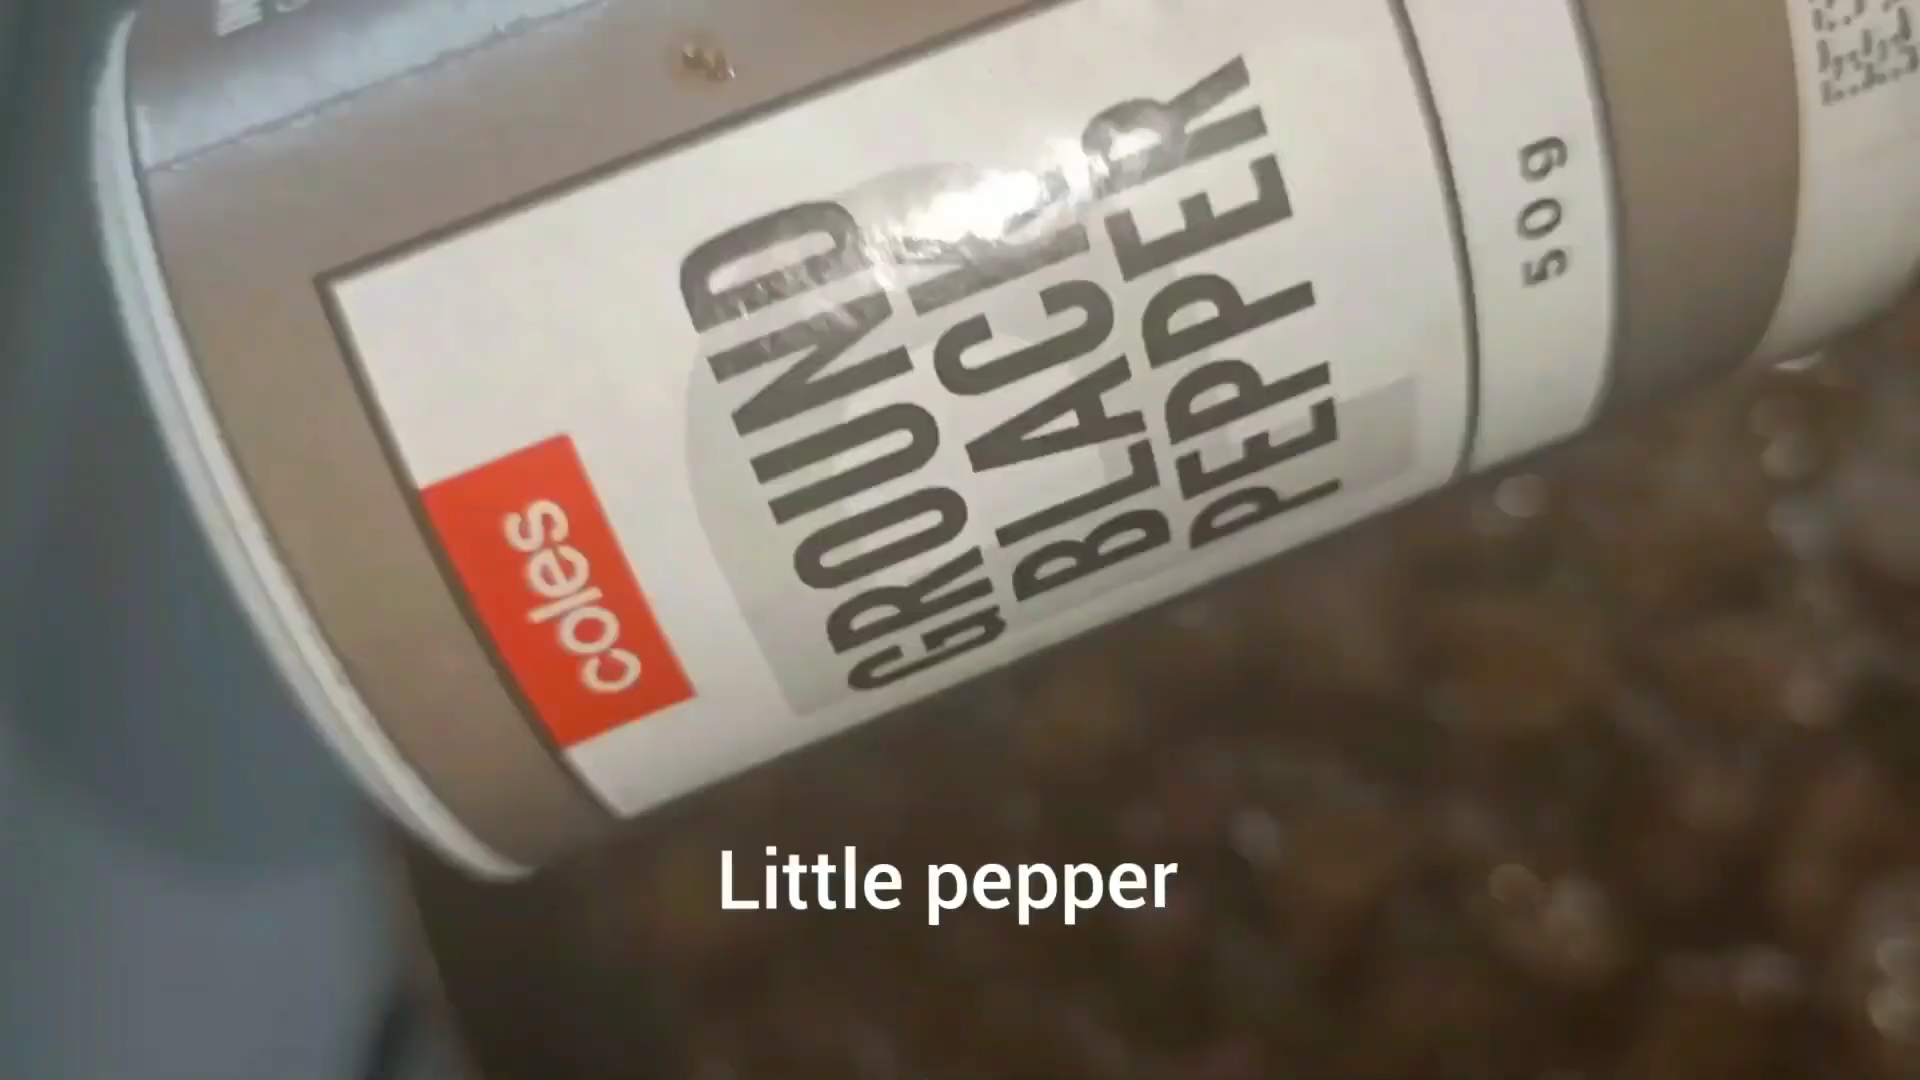 coles
GROUND
BLACK
PEPPER
50g
Little pepper